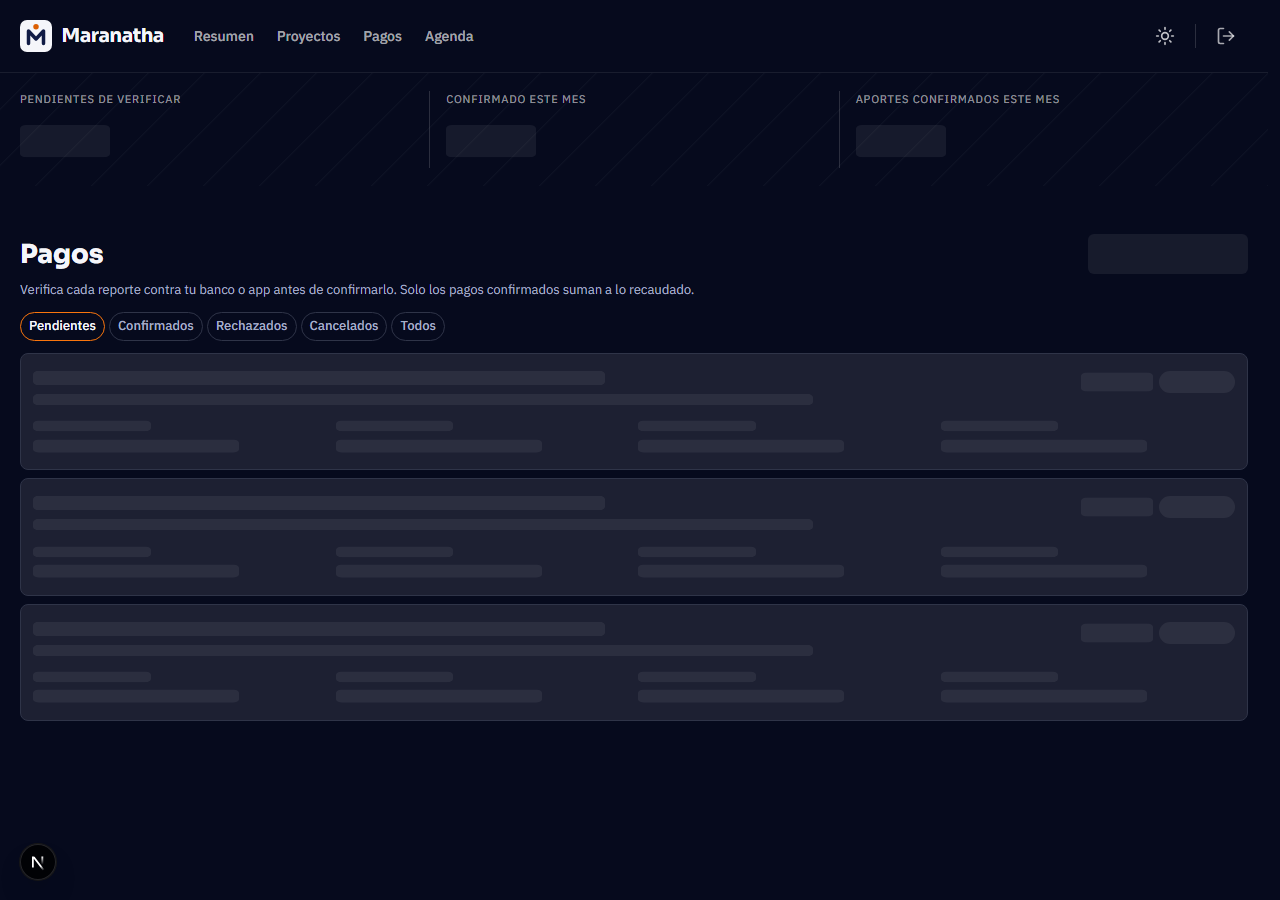 Maranatha Resumen Proyectos Pagos Agenda
PENDIENTES DE VERIFICAR CONFIRMADO ESTE MES APORTES CONFIRMADOS ESTE MES
Pagos
Verifica cada reporte contra tu banco o app antes de confirmarlo. Solo los pagos confirmados suman a lo recaudado.
Pendientes Confirmados Rechazados Cancelados Todos